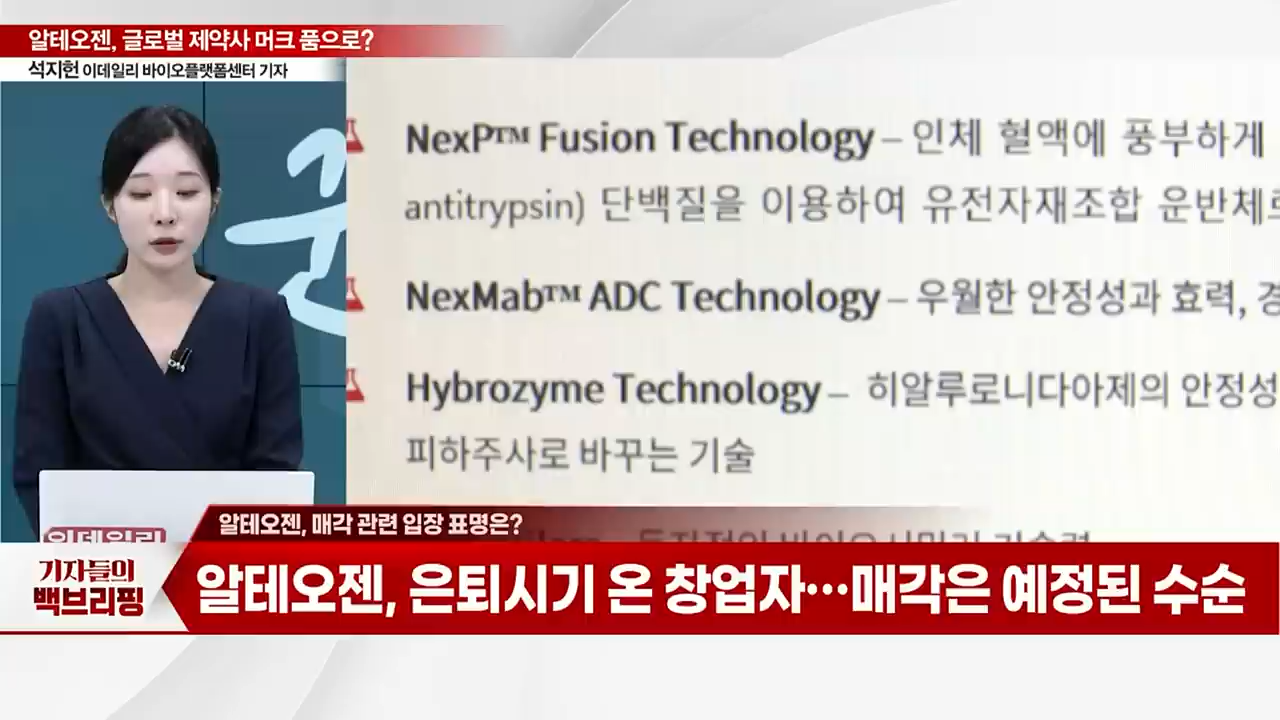 알테오젠, 글로벌 제약사 머크 품으로?
석지헌 이데일리 바이오플랫폼센터 기자
NexP™ Fusion Technology – 인체 혈액에 풍부하게
antitrypsin) 단백질을 이용하여 유전자재조합 운반체로
NexMab™ ADC Technology – 우월한 안정성과 효력,
Hybrozyme Technology – 히알루로니다아제의 안정성
피하주사로 바꾸는 기술
알테오젠, 매각 관련 입장 표명은?
이데일리
기자들의
백브리핑
알테오젠, 은퇴시기 온 창업자…매각은 예정된 수순